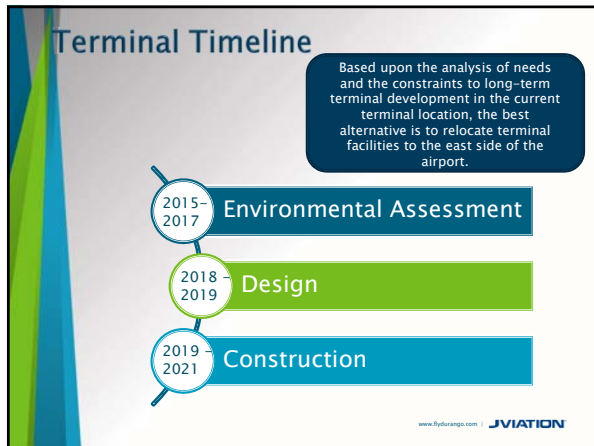 Terminal Timeline
Based upon the analysis of needs
and the constraints to long-term
terminal development in the current
terminal location, the best
alternative is to relocate terminal
facilities to the east side of the
airport.
2015-
2017
Environmental Assessment
2018 -
2019
Design
2019 -
2021
Construction
www.flydurango.com | JVIATION